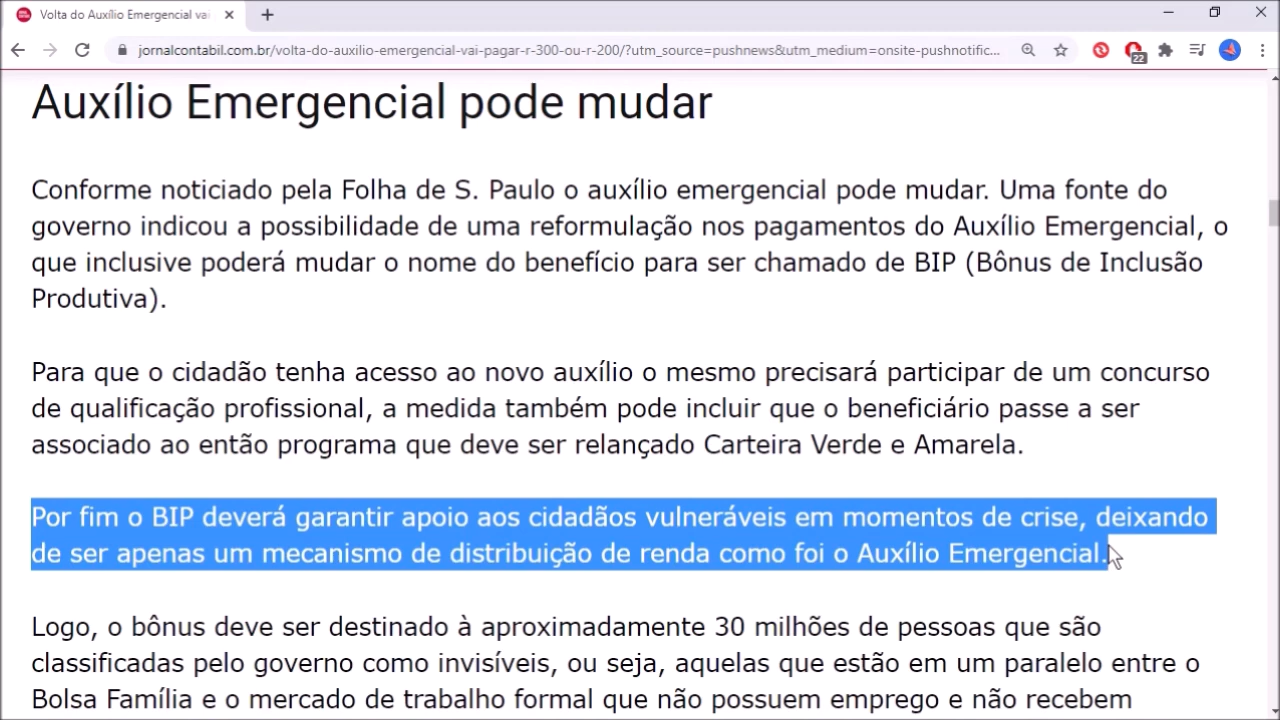 Volta do Auxílio Emergencial vai
jornalcontabil.com.br/volta-do-auxilio-emergencial-vai-pagar-r-300-ou-r-200/?utm_source=pushnews&utm_medium=onsite-pushnotific...
22
Auxílio Emergencial pode mudar
Conforme noticiado pela Folha de S. Paulo o auxílio emergencial pode mudar. Uma fonte do
governo indicou a possibilidade de uma reformulação nos pagamentos do Auxílio Emergencial, o
que inclusive poderá mudar o nome do benefício para ser chamado de BIP (Bônus de Inclusão
Produtiva).
Para que o cidadão tenha acesso ao novo auxílio o mesmo precisará participar de um concurso
de qualificação profissional, a medida também pode incluir que o beneficiário passe a ser
associado ao então programa que deve ser relançado Carteira Verde e Amarela.
Por fim o BIP deverá garantir apoio aos cidadãos vulneráveis em momentos de crise, deixando
de ser apenas um mecanismo de distribuição de renda como foi o Auxílio Emergencial.
Logo, o bônus deve ser destinado à aproximadamente 30 milhões de pessoas que são
classificadas pelo governo como invisíveis, ou seja, aquelas que estão em um paralelo entre o
Bolsa Família e o mercado de trabalho formal que não possuem emprego e não recebem